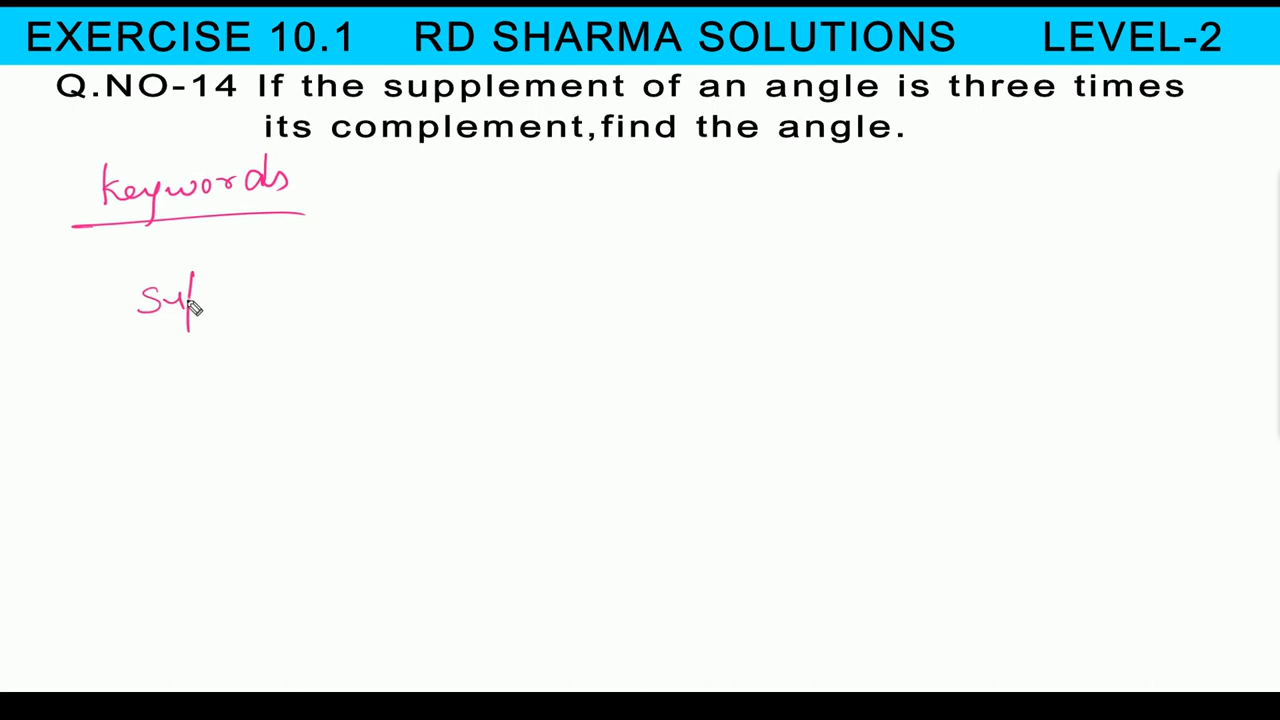 EXERCISE 10.1 RD SHARMA SOLUTIONS LEVEL-2
Q.NO-14 If the supplement of an angle is three times
its complement,find the angle.
keywords
Sup